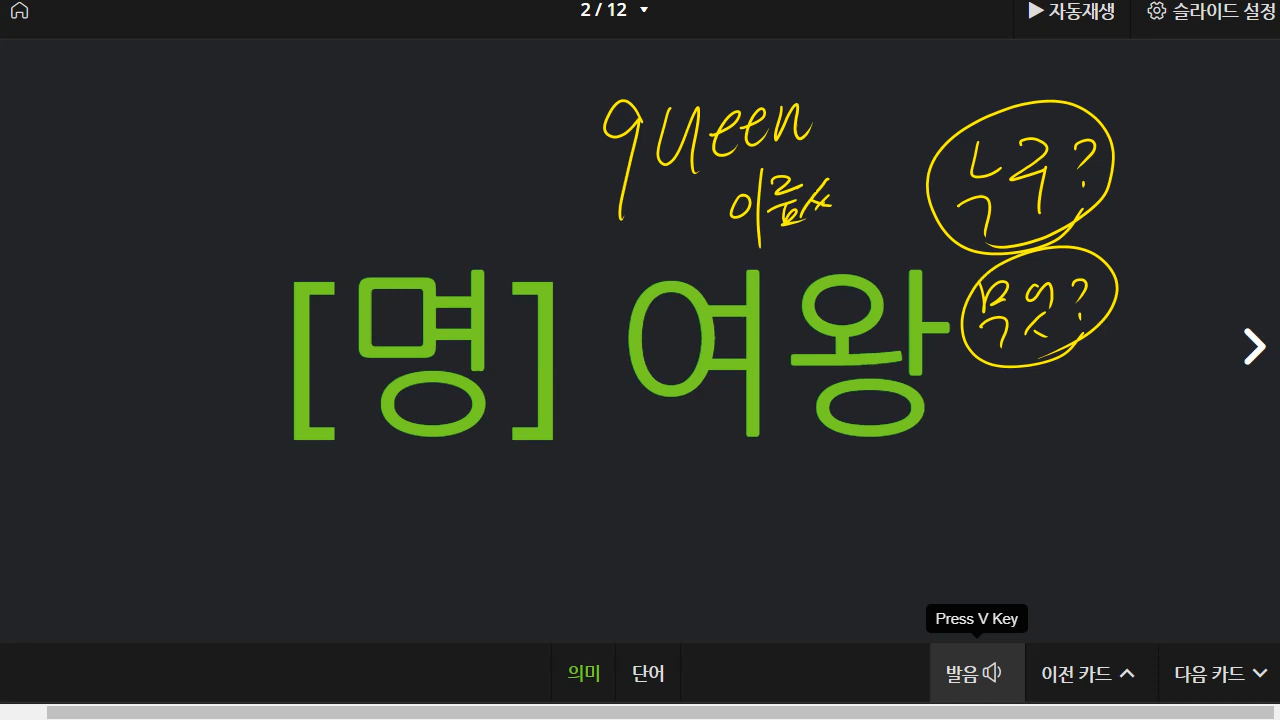 2 / 12
자동재생
슬라이드 설정
queen
이름사
누구?
무엇?
[명] 여왕
Press V Key
의미
단어
발음
이전 카드
다음 카드